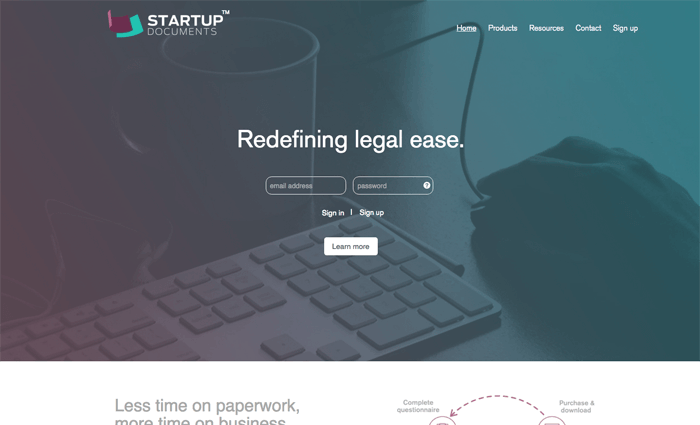 STARTUP™
DOCUMENTS
Home Products Resources Contact Sign up
Redefining legal ease.
email address password ?
Sign in | Sign up
Learn more
Less time on paperwork,
more time on business
Complete
questionnaire
Purchase &
download